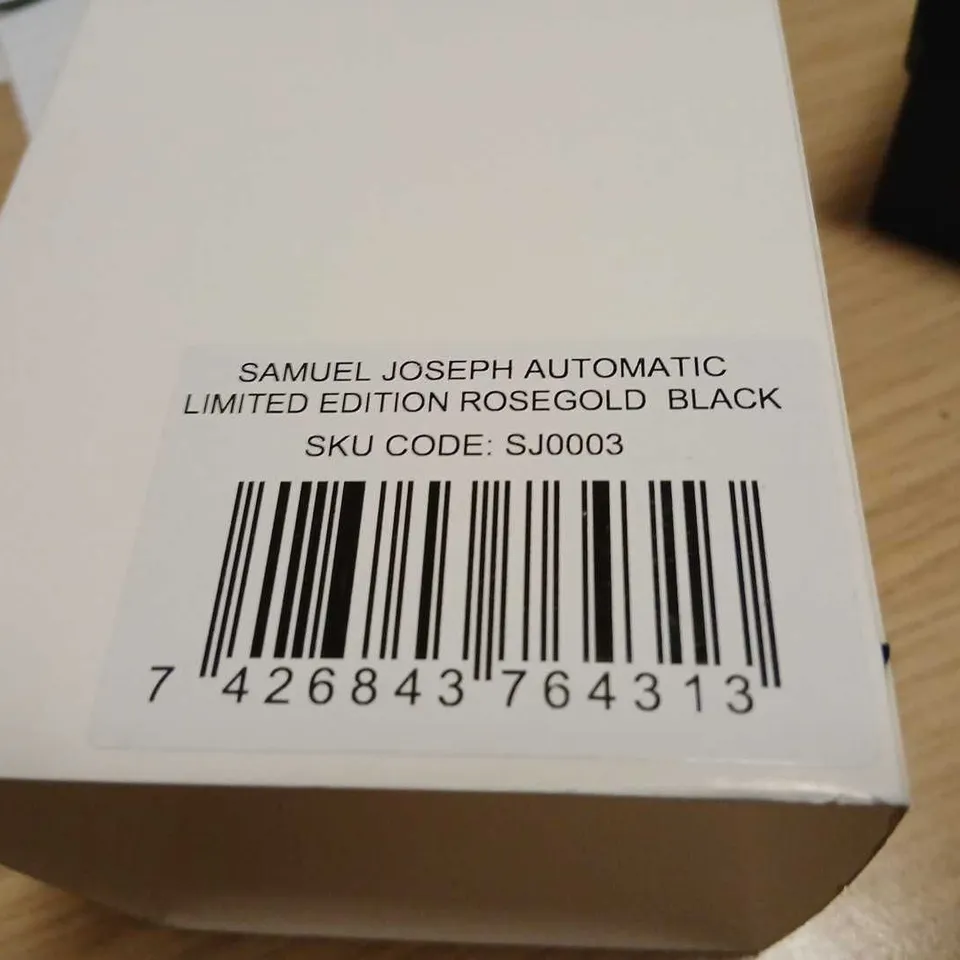 SAMUEL JOSEPH AUTOMATIC
LIMITED EDITION ROSEGOLD BLACK
SKU CODE: SJ0003
7 426843 764313